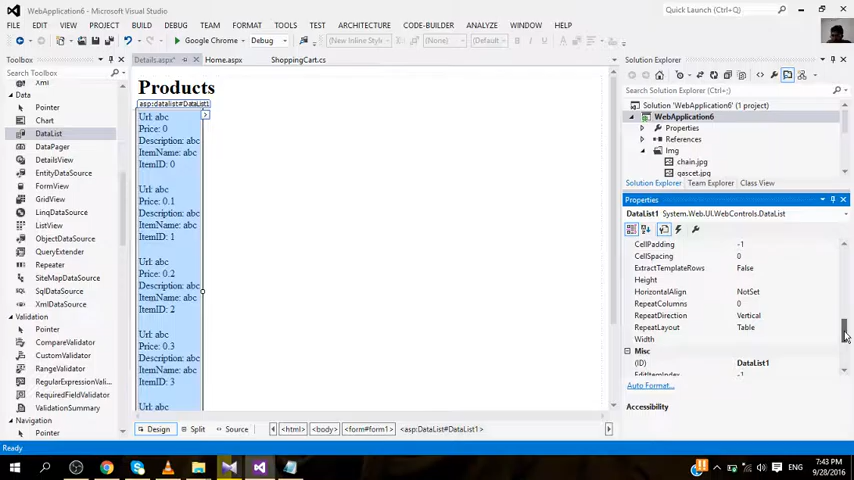 WebApplication6 - Microsoft Visual Studio
Quick Launch (Ctrl+Q)
FILE EDIT VIEW PROJECT BUILD DEBUG TEAM FORMAT TOOLS TEST ARCHITECTURE CODE-BUILDER ANALYZE WINDOW HELP
Google Chrome Debug (New Inline Style (None) (Default)
Toolbox
Search Toolbox
Xml
Data
Pointer
Chart
DataList
DataPager
DetailsView
EntityDataSource
FormView
GridView
LinqDataSource
ListView
ObjectDataSource
QueryExtender
Repeater
SiteMapDataSource
SqlDataSource
XmlDataSource
Validation
Pointer
CompareValidator
CustomValidator
RangeValidator
RegularExpressionVali...
RequiredFieldValidator
ValidationSummary
Navigation
Pointer
Details.aspx* Home.aspx ShoppingCart.cs
Products
asp:datalist#DataList1
Url: abc
Price: 0
Description: abc
ItemName: abc
ItemID: 0
Url: abc
Price: 0.1
Description: abc
ItemName: abc
ItemID: 1
Url: abc
Price: 0.2
Description: abc
ItemName: abc
ItemID: 2
Url: abc
Price: 0.3
Description: abc
ItemName: abc
ItemID: 3
Url: abc
Design Split Source <html> <body> <form#form1> <asp:DataList#DataList1>
Solution Explorer
Search Solution Explorer (Ctrl+;)
Solution 'WebApplication6' (1 project)
WebApplication6
Properties
References
Img
chain.jpg
gascet.jpg
Solution Explorer Team Explorer Class View
Properties
DataList1 System.Web.UI.WebControls.DataList
CellPadding -1
CellSpacing 0
ExtractTemplateRows False
Height
HorizontalAlign NotSet
RepeatColumns 0
RepeatDirection Vertical
RepeatLayout Table
Width
Misc
(ID) DataList1
EditItemIndex -1
Auto Format...
Accessibility
Ready
ENG
7:43 PM
9/28/2016